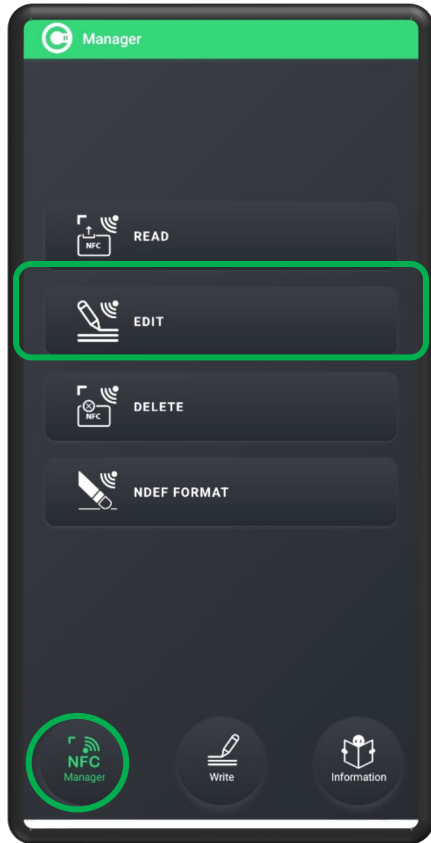 Manager
NFC
READ
EDIT
NFC
DELETE
NDEF FORMAT
NFC
Manager
Write
Information